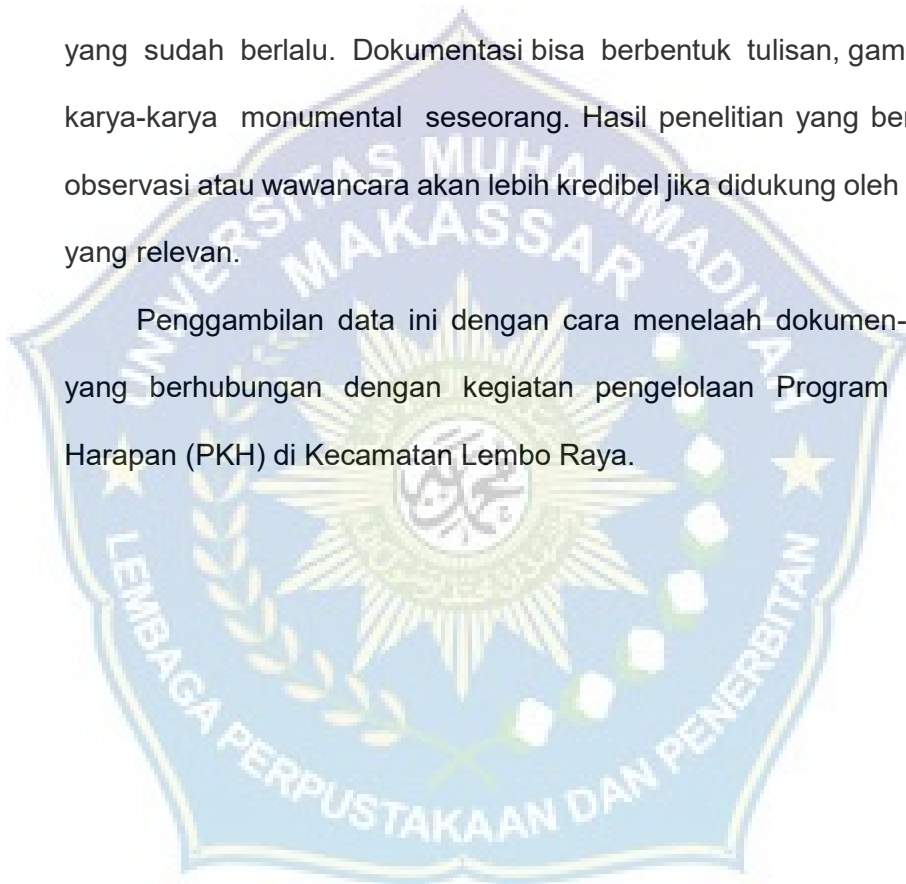 yang sudah berlalu. Dokumentasi bisa berbentuk tulisan, gam
karya-karya monumental seseorang. Hasil penelitian yang ber
observasi atau wawancara akan lebih kredibel jika didukung oleh
yang relevan.
Penggambilan data ini dengan cara menelaah dokumen-
yang berhubungan dengan kegiatan pengelolaan Program
Harapan (PKH) di Kecamatan Lembo Raya.
UNIVERSITAS MUHAMMADIYAH
MAKASSAR
LEMBAGA PERPUSTAKAAN DAN PENERBITAN